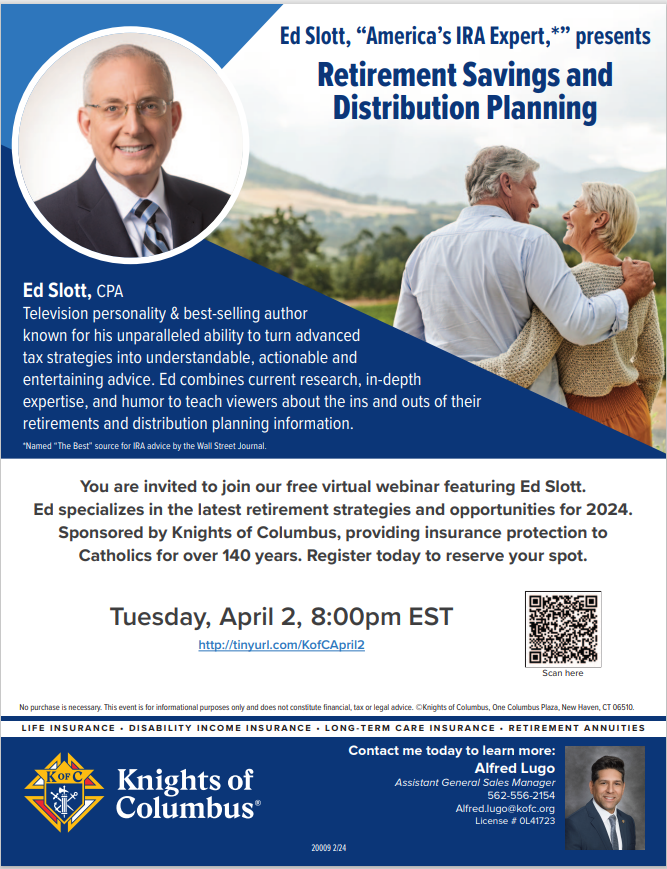 Ed Slott, “America’s IRA Expert,*” presents
Retirement Savings and
Distribution Planning
Ed Slott, CPA
Television personality & best-selling author
known for his unparalleled ability to turn advanced
tax strategies into understandable, actionable and
entertaining advice. Ed combines current research, in-depth
expertise, and humor to teach viewers about the ins and outs of their
retirements and distribution planning information.
*Named “The Best” source for IRA advice by the Wall Street Journal.
You are invited to join our free virtual webinar featuring Ed Slott.
Ed specializes in the latest retirement strategies and opportunities for 2024.
Sponsored by Knights of Columbus, providing insurance protection to
Catholics for over 140 years. Register today to reserve your spot.
Tuesday, April 2, 8:00pm EST
http://tinyurl.com/KofCApril2
Scan here
No purchase is necessary. This event is for informational purposes only and does not constitute financial, tax or legal advice. ©Knights of Columbus, One Columbus Plaza, New Haven, CT 06510.
LIFE INSURANCE • DISABILITY INCOME INSURANCE • LONG-TERM CARE INSURANCE • RETIREMENT ANNUITIES
K OF C
Knights of
Columbus®
Contact me today to learn more:
Alfred Lugo
Assistant General Sales Manager
562-556-2154
Alfred.lugo@kofc.org
License # 0L41723
20009 2/24